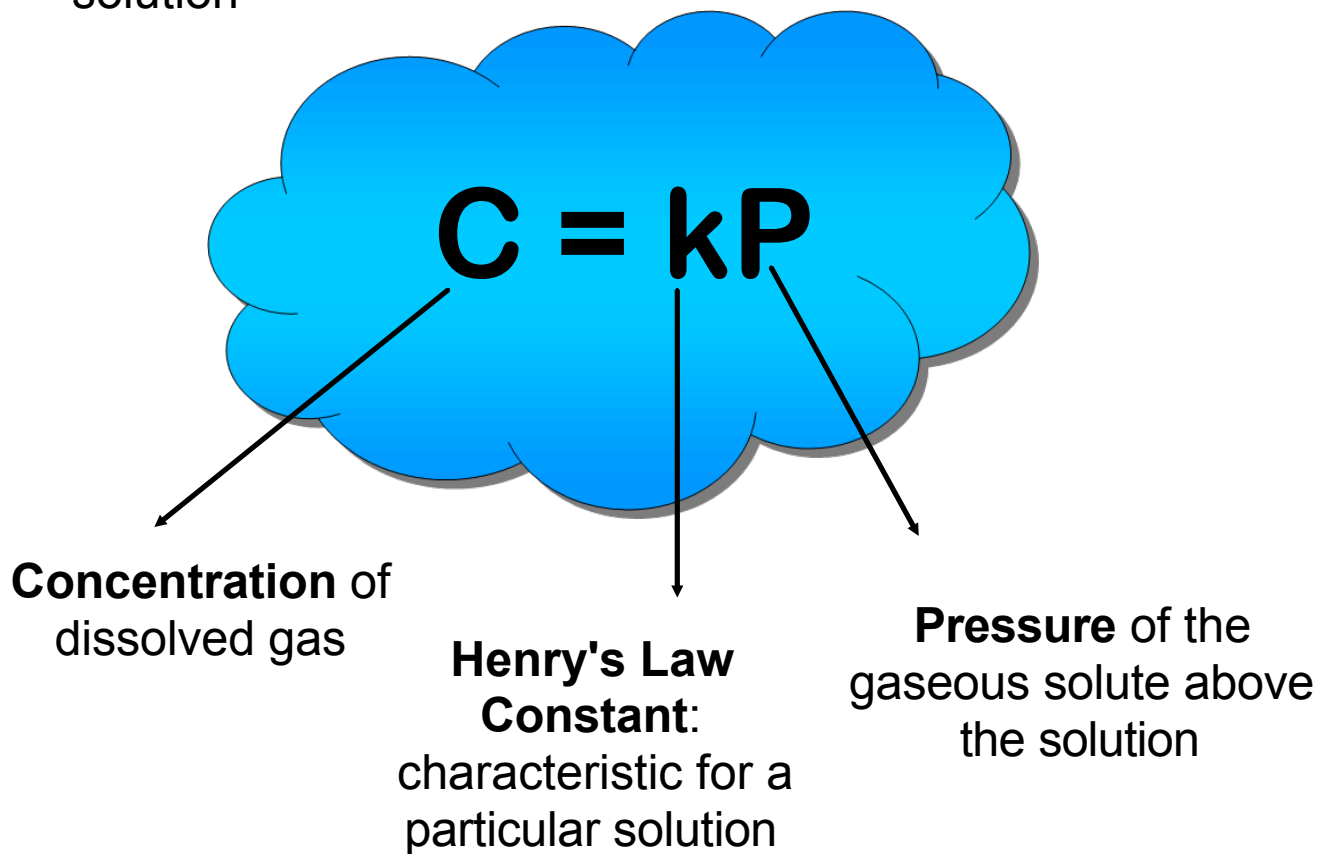 solution
C = kP
Concentration of
dissolved gas
Henry's Law
Constant:
characteristic for a
particular solution
Pressure of the
gaseous solute above
the solution